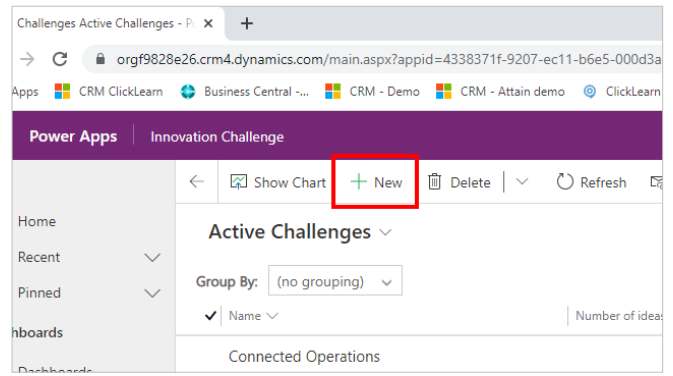 Challenges Active Challenges - P
orgf9828e26.crm4.dynamics.com/main.aspx?appid=4338371f-9207-ec11-b6e5-000d3a
Apps CRM ClickLearn Business Central -... CRM - Demo CRM - Attain demo ClickLearn
Power Apps Innovation Challenge
Show Chart New Delete Refresh
Home
Active Challenges
Recent
Group By: (no grouping)
Pinned
Name Number of ideas
hboards
Connected Operations
Dashboards